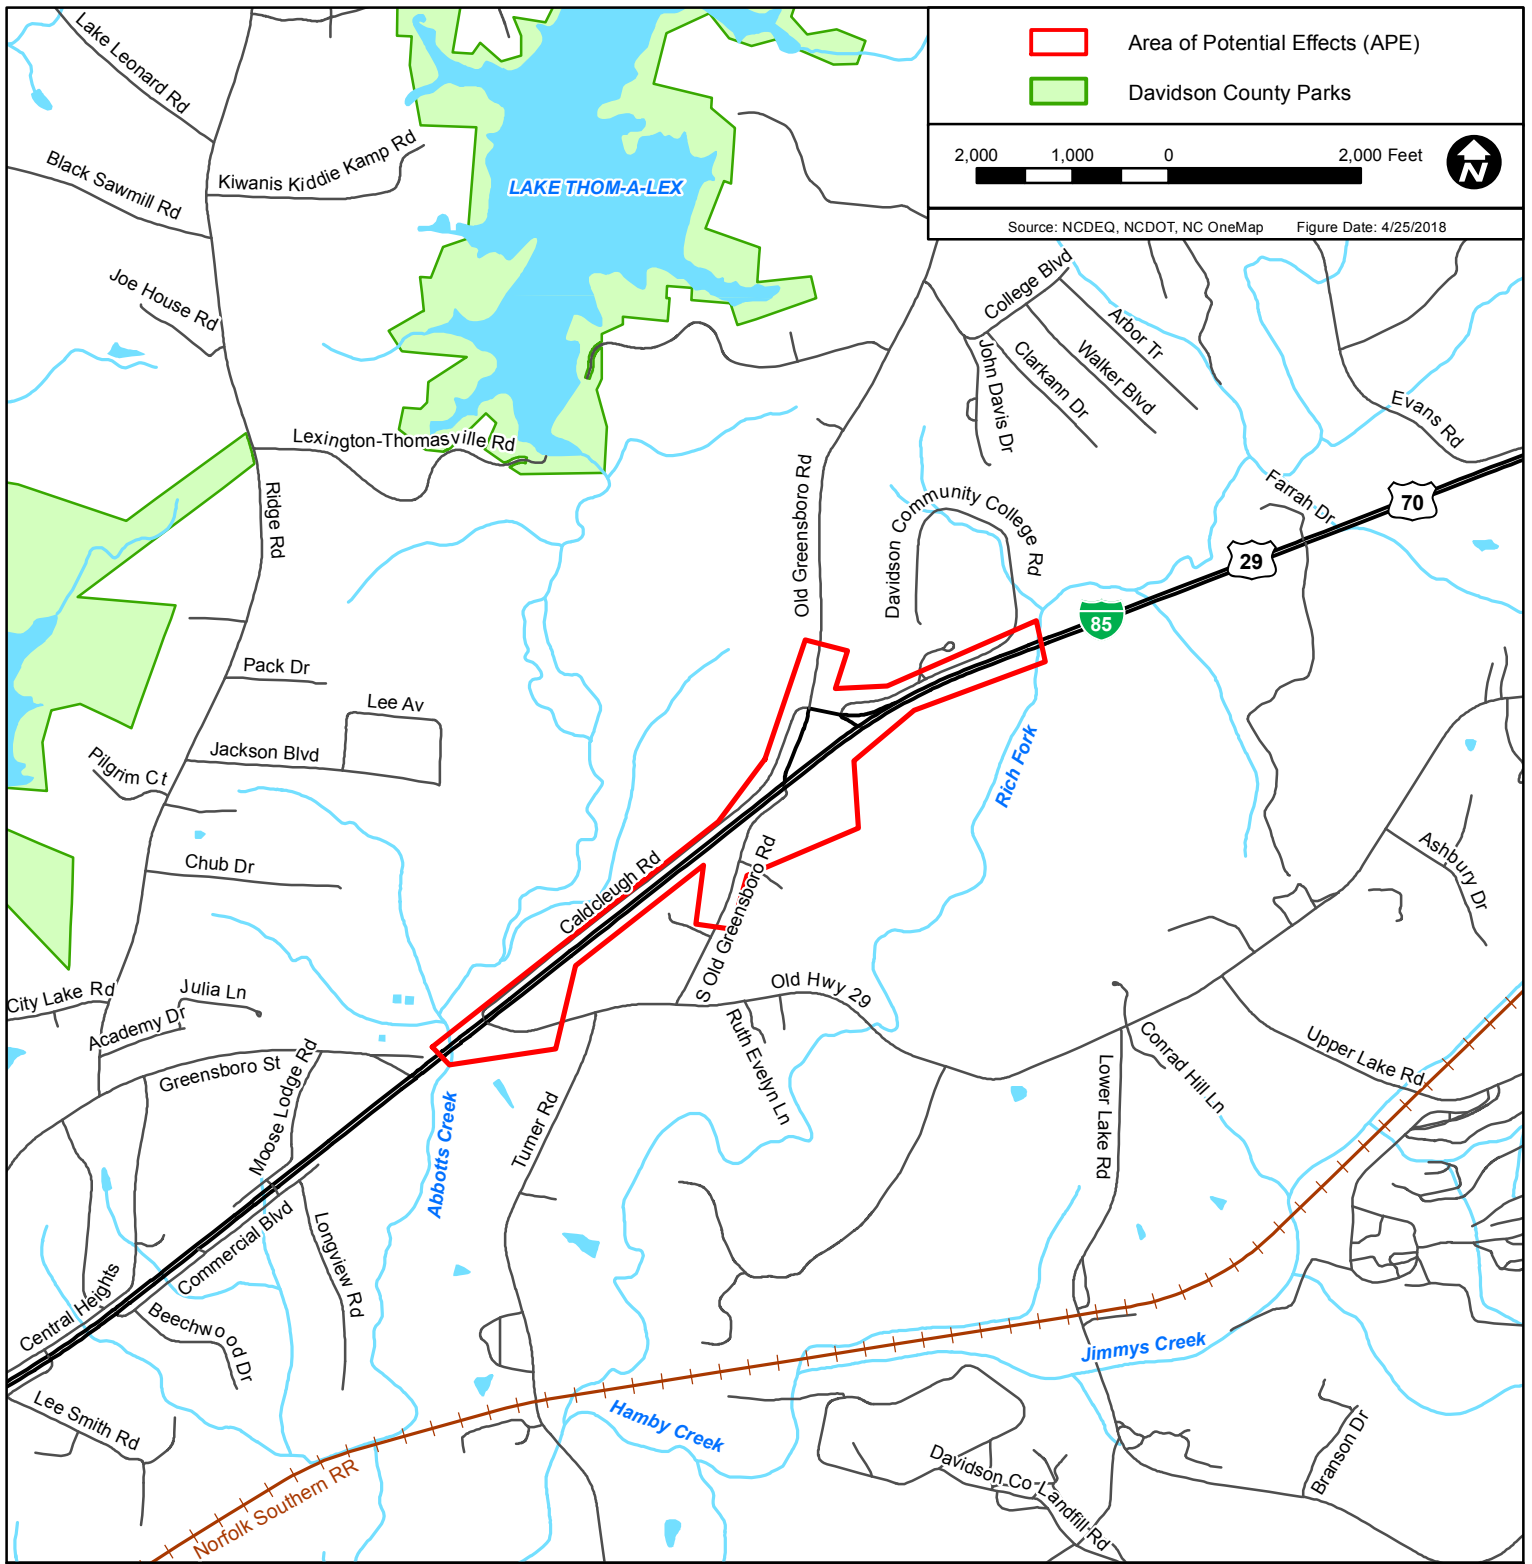 Area of Potential Effects (APE)
Davidson County Parks
2,000 1,000 0 2,000 Feet
N
Source: NCDEQ, NCDOT, NC OneMap Figure Date: 4/25/2018
Lake Leonard Rd
Black Sawmill Rd
Kiwanis Kiddie Kamp Rd
LAKE THOM-A-LEX
Joe House Rd
College Blvd
Arbor Tr
Walker Blvd
Clarkann Dr
John Davis Dr
Evans Rd
Lexington-Thomasville Rd
Ridge Rd
Old Greensboro Rd
Davidson Community College Rd
Farrah Dr
70
29
85
Pack Dr
Lee Av
Jackson Blvd
Pilgrim Ct
Rich Fork
Chub Dr
Caldcleugh Rd
S Old Greensboro Rd
Ashbury Dr
City Lake Rd
Julia Ln
Academy Dr
Old Hwy 29
Greensboro St
Moose Lodge Rd
Ruth Evelyn Ln
Conrad Hill Ln
Upper Lake Rd
Lower Lake Rd
Turner Rd
Abbotts Creek
Commercial Blvd
Longview Rd
Central Heights
Beechwood Dr
Jimmys Creek
Lee Smith Rd
Hamby Creek
Norfolk Southern RR
Davidson Co Landfill Rd
Branson Dr